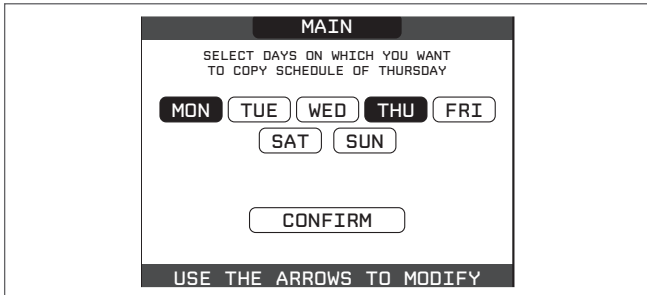 MAIN
SELECT DAYS ON WHICH YOU WANT
TO COPY SCHEDULE OF THURSDAY
MON TUE WED THU FRI
SAT SUN
CONFIRM
USE THE ARROWS TO MODIFY